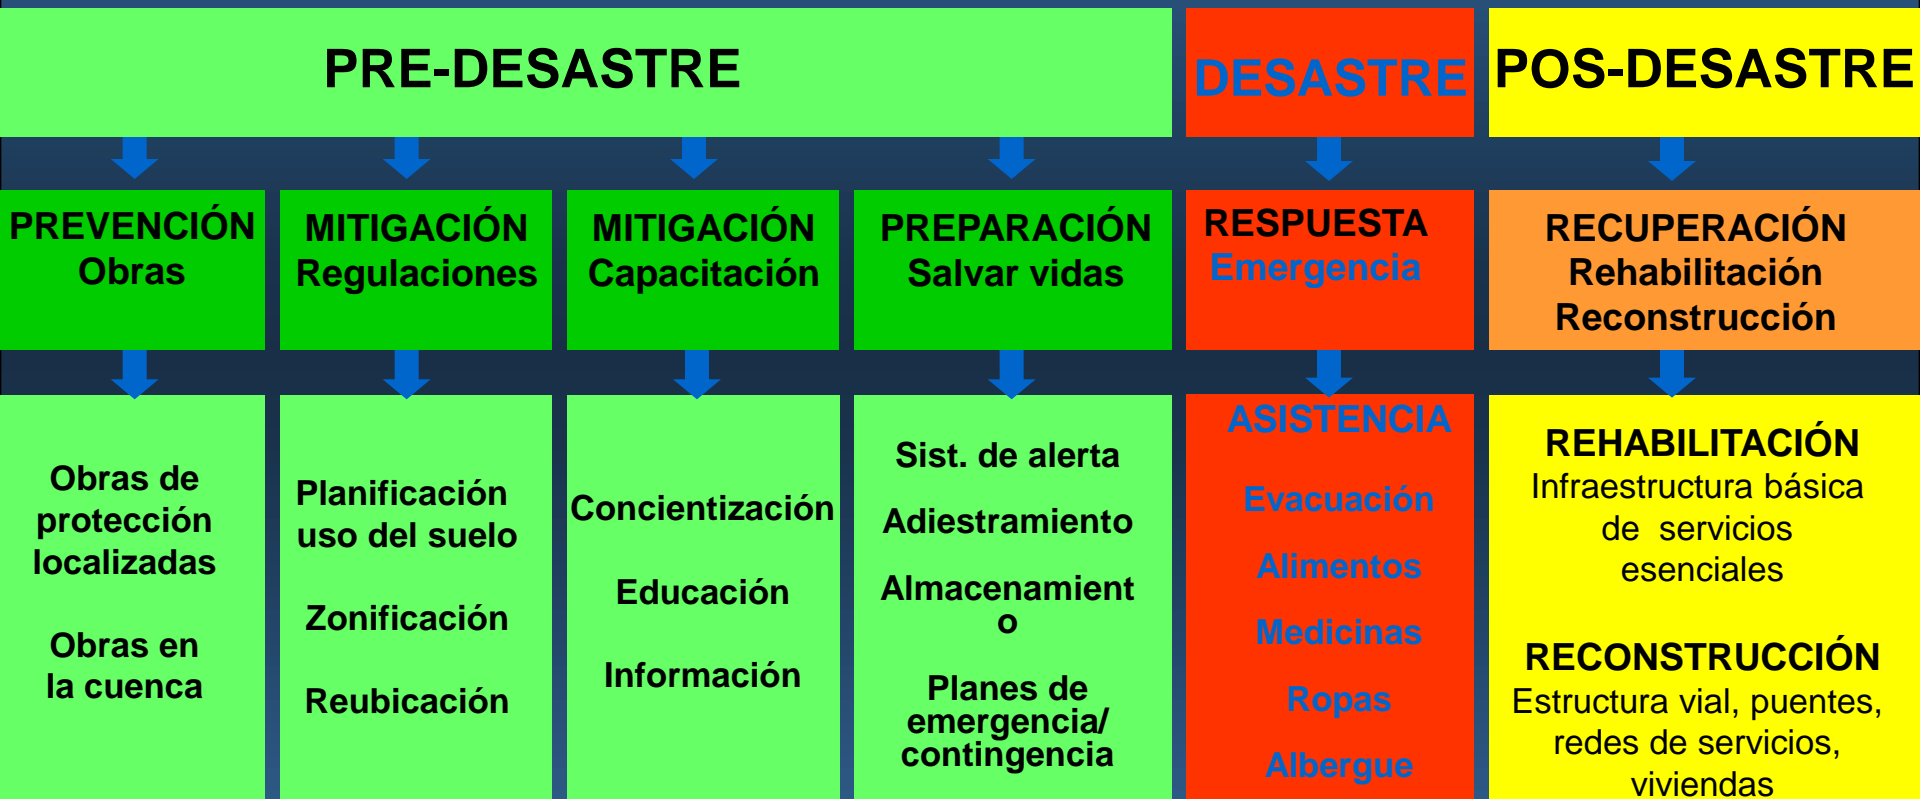 PRE-DESASTRE
DESASTRE
POS-DESASTRE
PREVENCIÓN
Obras
MITIGACIÓN
Regulaciones
MITIGACIÓN
Capacitación
PREPARACIÓN
Salvar vidas
RESPUESTA
Emergencia
RECUPERACIÓN
Rehabilitación
Reconstrucción
Obras de
protección
localizadas
Obras en
la cuenca
Planificación
uso del suelo
Zonificación
Reubicación
Concientización
Educación
Información
Sist. de alerta
Adiestramiento
Almacenamient
o
Planes de
emergencia/
contingencia
ASISTENCIA
Evacuación
Alimentos
Medicinas
Ropas
Albergue
REHABILITACIÓN
Infraestructura básica
de servicios
esenciales
RECONSTRUCCIÓN
Estructura vial, puentes,
redes de servicios,
viviendas